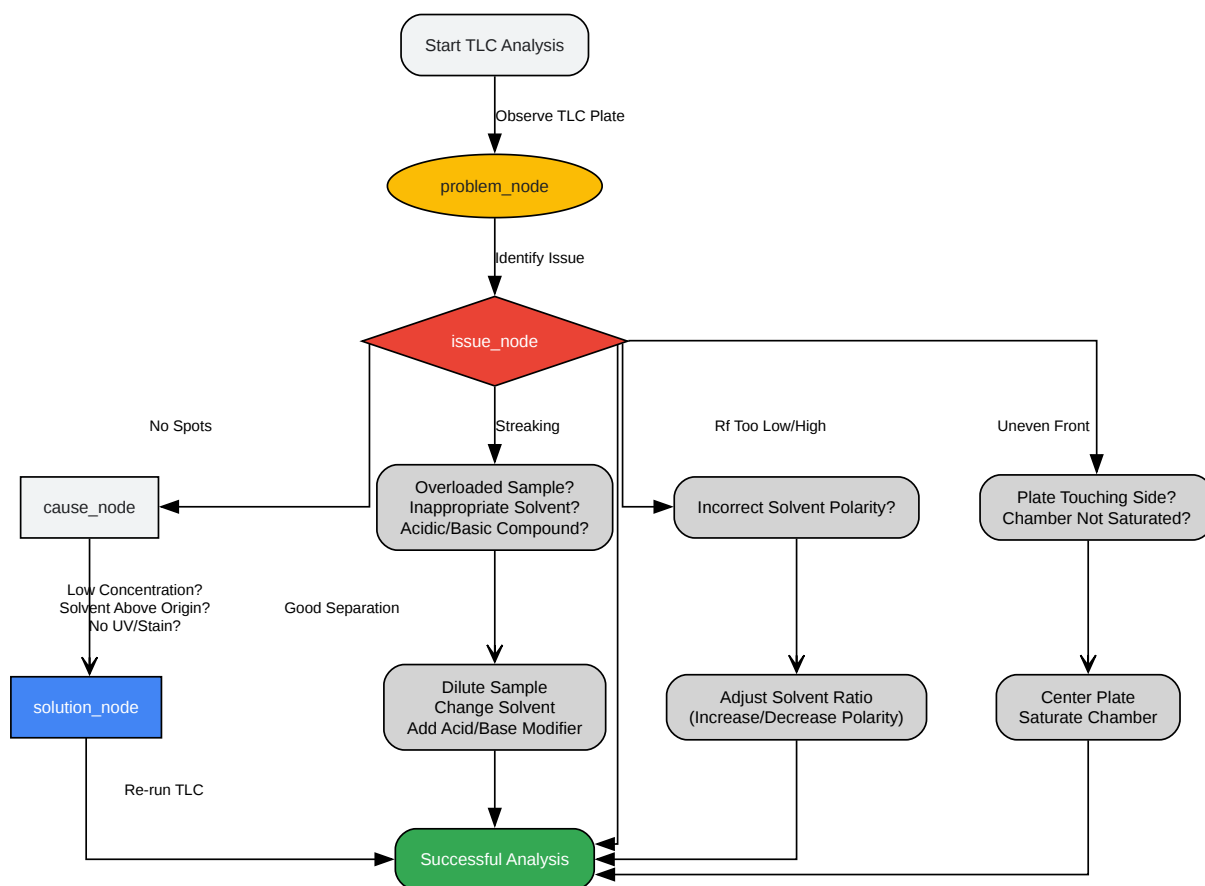 Start TLC Analysis
Observe TLC Plate
problem_node
Identify Issue
issue_node
No Spots
Streaking
Rf Too Low/High
Uneven Front
cause_node
Overloaded Sample?
Inappropriate Solvent?
Acidic/Basic Compound?
Incorrect Solvent Polarity?
Plate Touching Side?
Chamber Not Saturated?
Low Concentration?
Solvent Above Origin?
No UV/Stain?
Good Separation
solution_node
Dilute Sample
Change Solvent
Add Acid/Base Modifier
Adjust Solvent Ratio
(Increase/Decrease Polarity)
Center Plate
Saturate Chamber
Re-run TLC
Successful Analysis